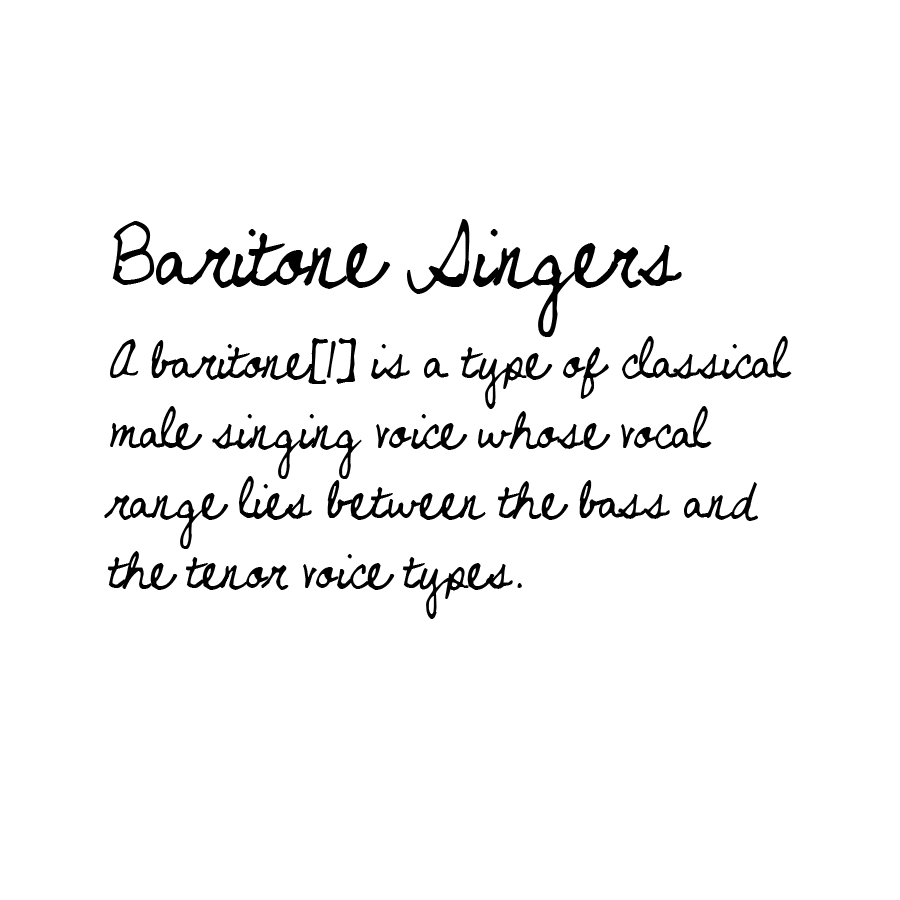 Baritone Singers
A baritone[1] is a type of classical
male singing voice whose vocal
range lies between the bass and
the tenor voice types.